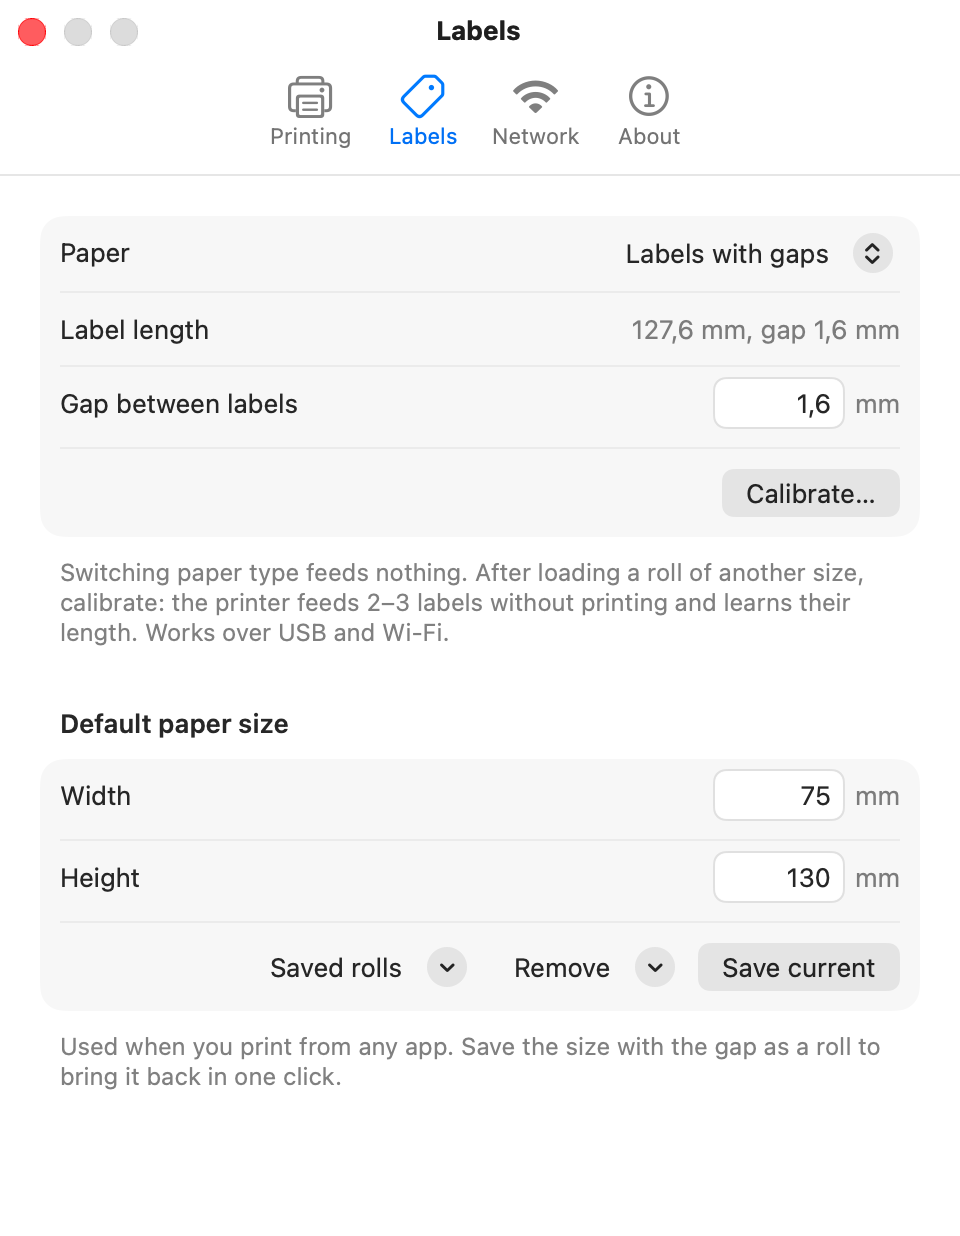 Labels
Printing Labels Network About
Paper Labels with gaps
Label length 127,6 mm, gap 1,6 mm
Gap between labels 1,6 mm
Calibrate...
Switching paper type feeds nothing. After loading a roll of another size,
calibrate: the printer feeds 2–3 labels without printing and learns their
length. Works over USB and Wi-Fi.
Default paper size
Width 75 mm
Height 130 mm
Saved rolls Remove Save current
Used when you print from any app. Save the size with the gap as a roll to
bring it back in one click.